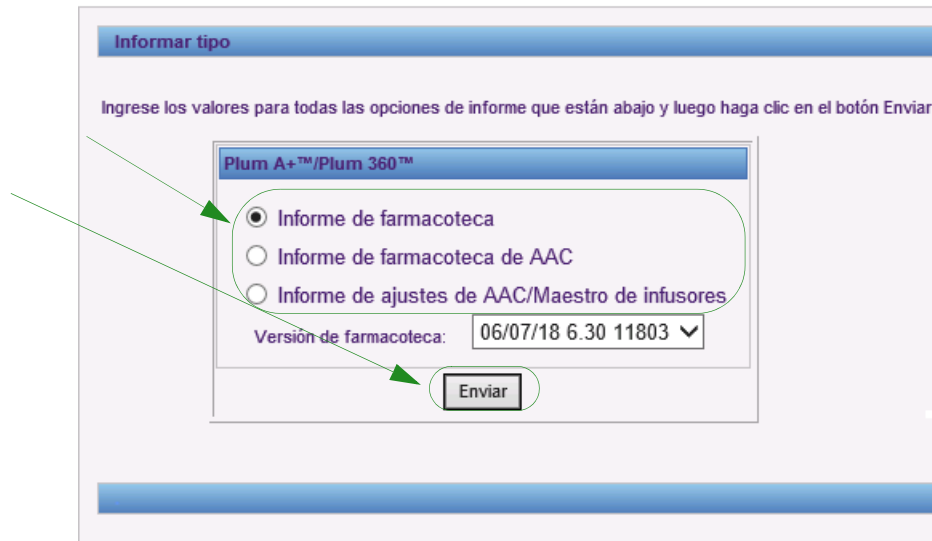 Informar tipo
Ingrese los valores para todas las opciones de informe que están abajo y luego haga clic en el botón Enviar
Plum A+™/Plum 360™
Informe de farmacoteca
Informe de farmacoteca de AAC
Informe de ajustes de AAC/Maestro de infusores
Versión de farmacoteca: 06/07/18 6.30 11803
Enviar